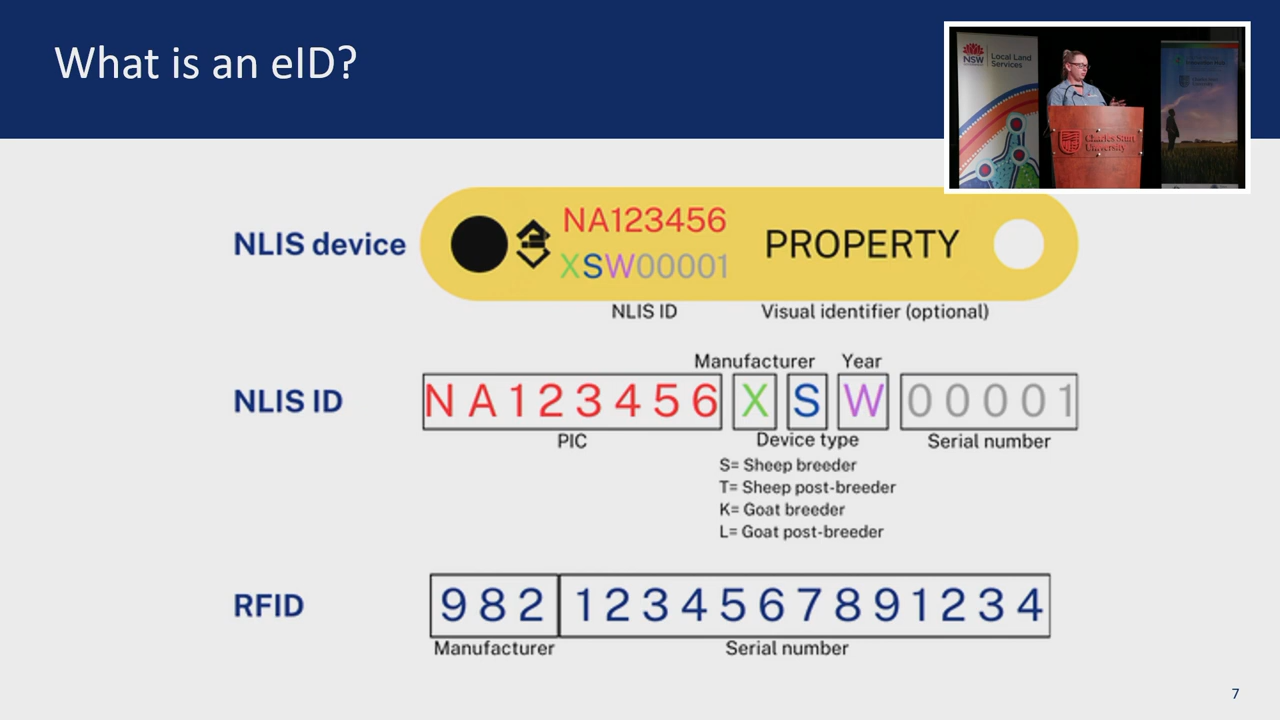 What is an eID?
NSW
Local Land
Services
Charles Sturt
University
NLIS device
NA123456
XSW00001
PROPERTY
NLIS ID
Visual identifier (optional)
Manufacturer
Year
NLIS ID
NA123456
X
S
W
00001
PIC
Device type
Serial number
S= Sheep breeder
T= Sheep post-breeder
K= Goat breeder
L= Goat post-breeder
RFID
982
1234567891234
Manufacturer
Serial number
7